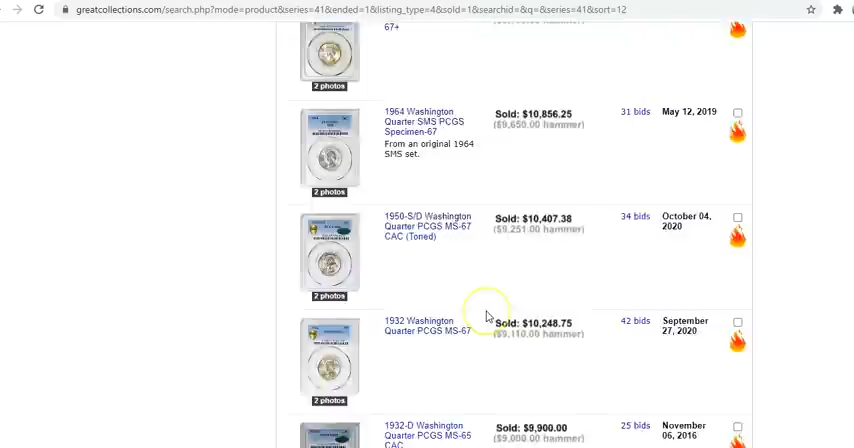 greatcollections.com/search.php?mode=product&series=41&ended=1&listing_type=4&sold=1&searchid=&q=&series=41&sort=12
67+
2 photos
1964 Washington
Quarter SMS PCGS
Specimen-67
From an original 1964
SMS set.
Sold: $10,856.25
($9,650.00 hammer)
31 bids
May 12, 2019
2 photos
1950-S/D Washington
Quarter PCGS MS-67
CAC (Toned)
Sold: $10,407.38
($9,251.00 hammer)
34 bids
October 04,
2020
2 photos
1932 Washington
Quarter PCGS MS-67
Sold: $10,248.75
($9,110.00 hammer)
42 bids
September
27, 2020
2 photos
1932-D Washington
Quarter PCGS MS-65
CAC
Sold: $9,900.00
($9,000.00 hammer)
25 bids
November
06, 2016